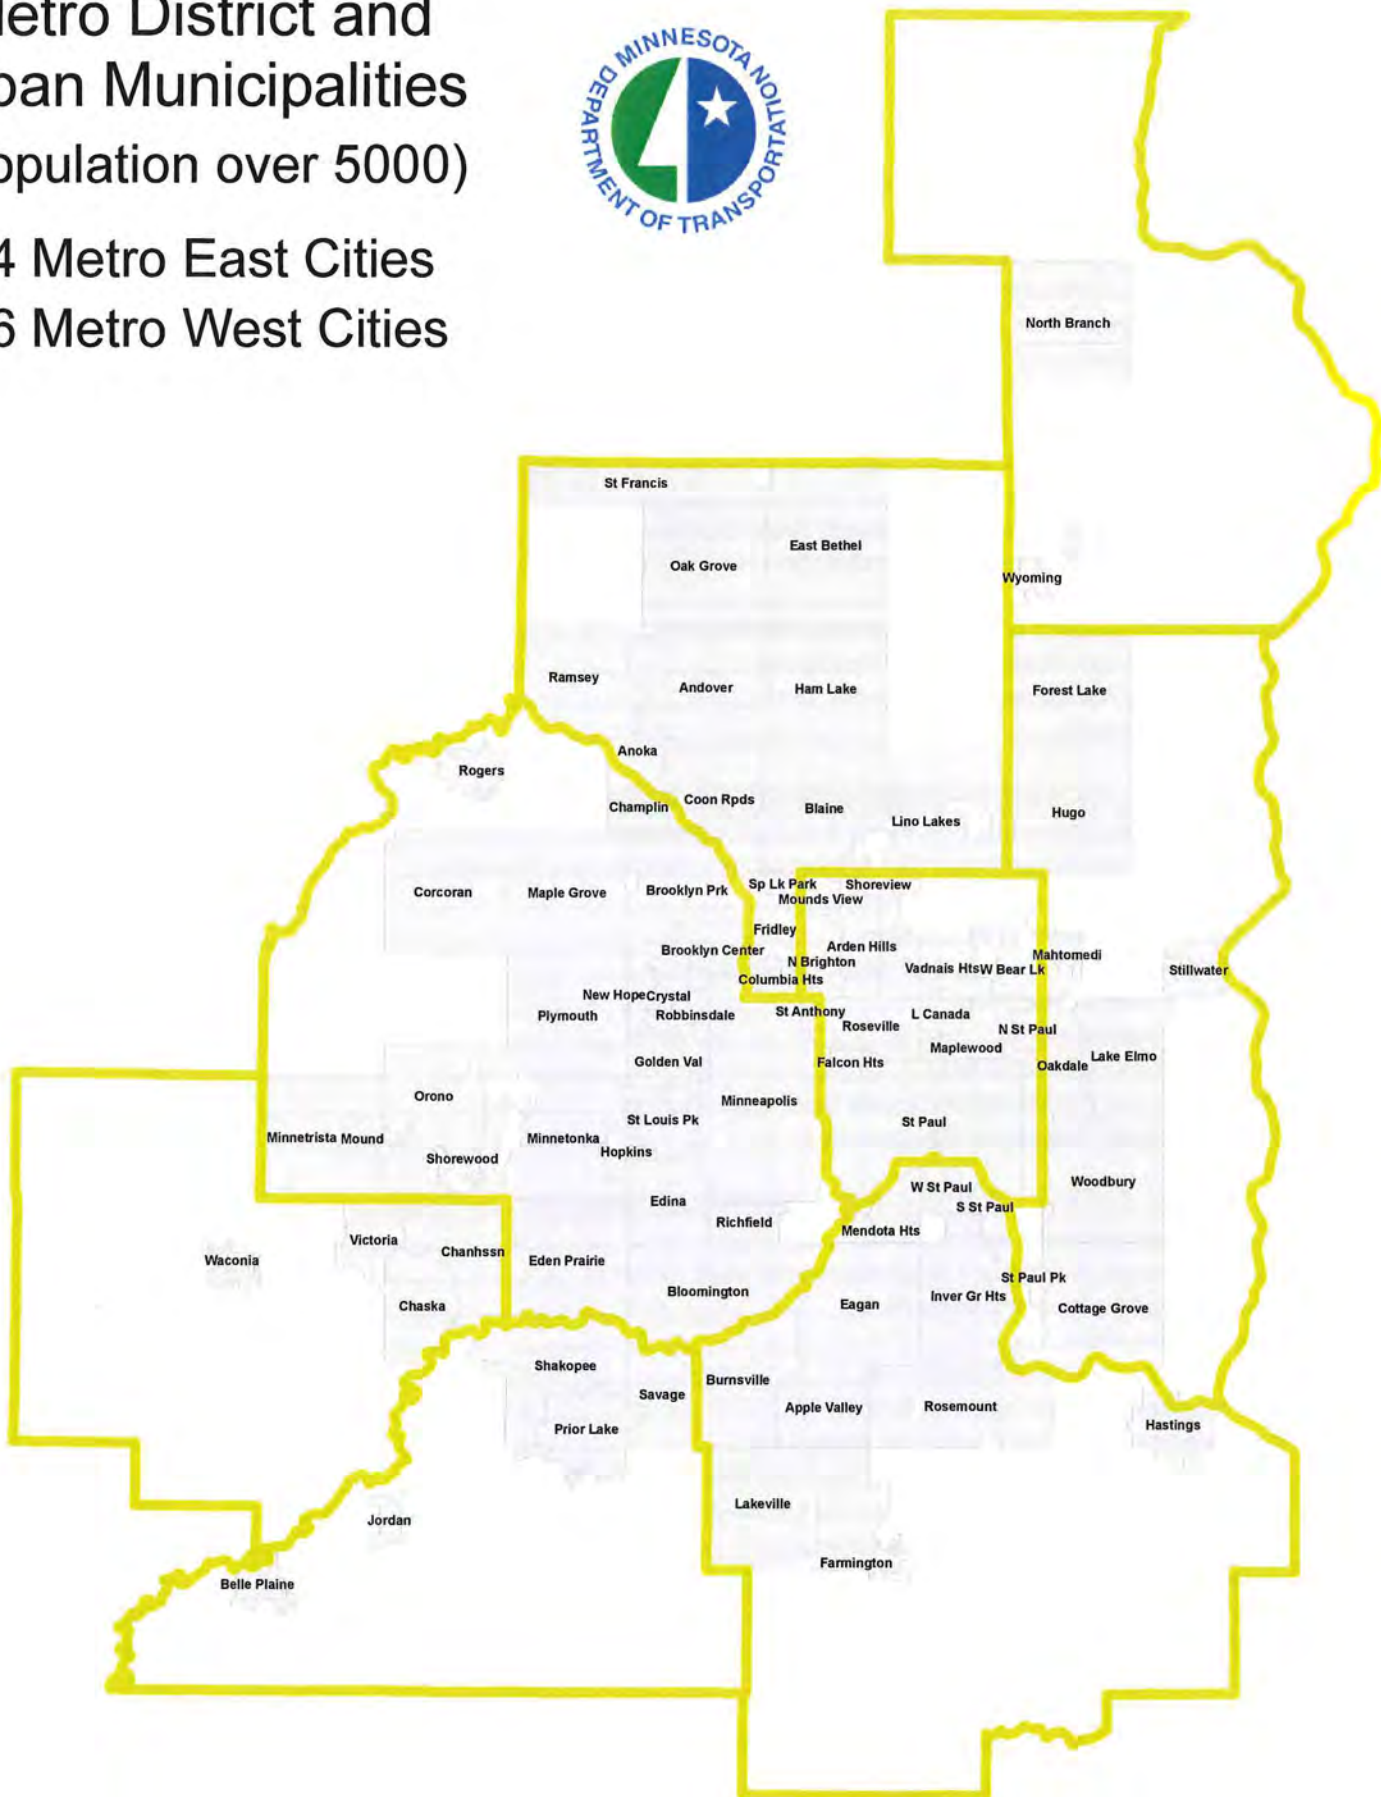 etro District and
ban Municipalities
opulation over 5000)
4 Metro East Cities
6 Metro West Cities
MINNESOTA DEPARTMENT OF TRANSPORTATION
North Branch
St Francis
East Bethel
Oak Grove
Wyoming
Ramsey
Andover
Ham Lake
Forest Lake
Anoka
Rogers
Champlin
Coon Rpds
Blaine
Lino Lakes
Hugo
Corcoran
Maple Grove
Brooklyn Prk
Sp Lk Park
Shoreview
Mounds View
Fridley
Brooklyn Center
Arden Hills
N Brighton
Mahtomedi
Vadnais Hts
W Bear Lk
Stillwater
Columbia Hts
New Hope
Crystal
Plymouth
Robbinsdale
St Anthony
L Canada
Roseville
N St Paul
Golden Val
Falcon Hts
Maplewood
Oakdale
Lake Elmo
Orono
Minneapolis
St Louis Pk
St Paul
Minnetrista
Mound
Minnetonka
Hopkins
Shorewood
Woodbury
W St Paul
Edina
S St Paul
Richfield
Mendota Hts
Victoria
Chanhssn
Waconia
Eden Prairie
St Paul Pk
Bloomington
Inver Gr Hts
Chaska
Eagan
Cottage Grove
Shakopee
Burnsville
Savage
Apple Valley
Rosemount
Prior Lake
Hastings
Lakeville
Jordan
Farmington
Belle Plaine